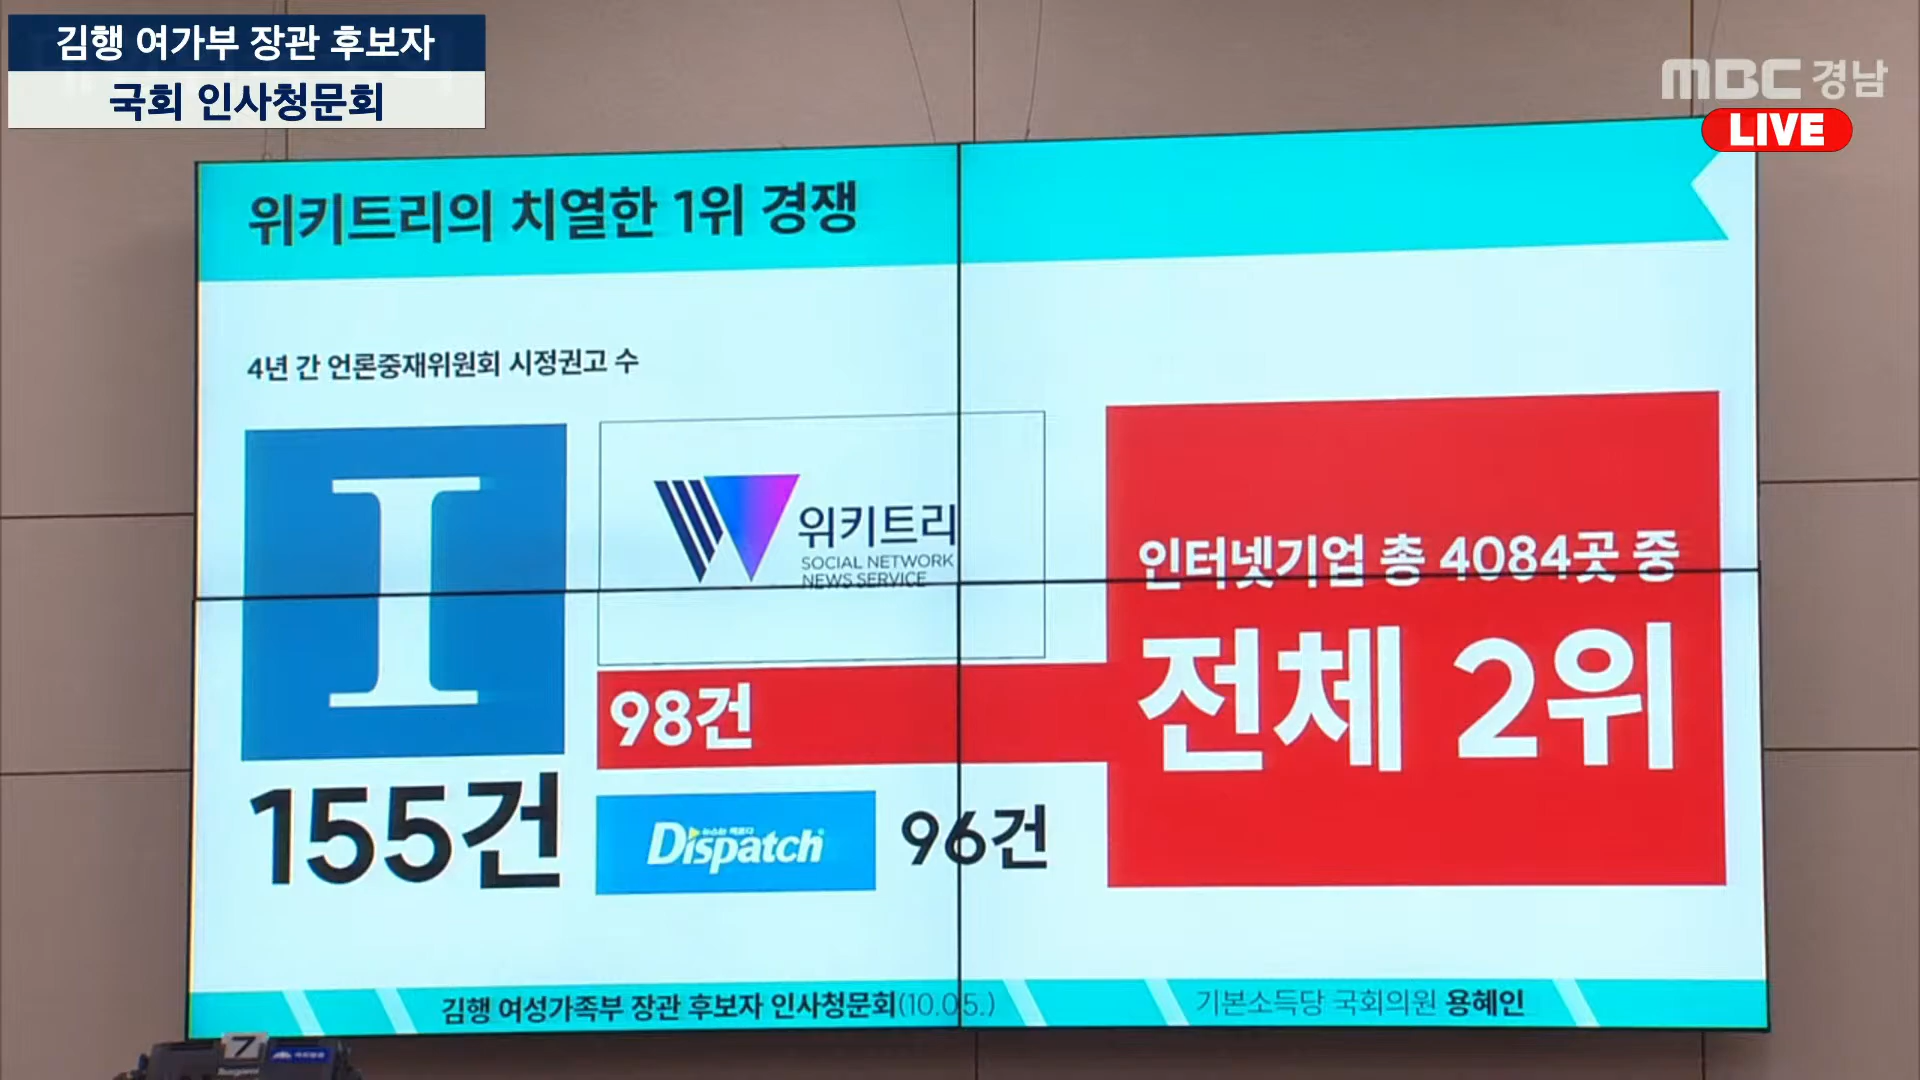 김행 여가부 장관 후보자
국회 인사청문회
MBC 경남
LIVE
위키트리의 치열한 1위 경쟁
4년 간 언론중재위원회 시정권고 수
I
155건
위키트리
SOCIAL NETWORK
NEWS SERVICE
98건
Dispatch
96건
인터넷기업 총 4084곳 중
전체 2위
김행 여성가족부 장관 후보자 인사청문회(10.05.)
기본소득당 국회의원 용혜인
7